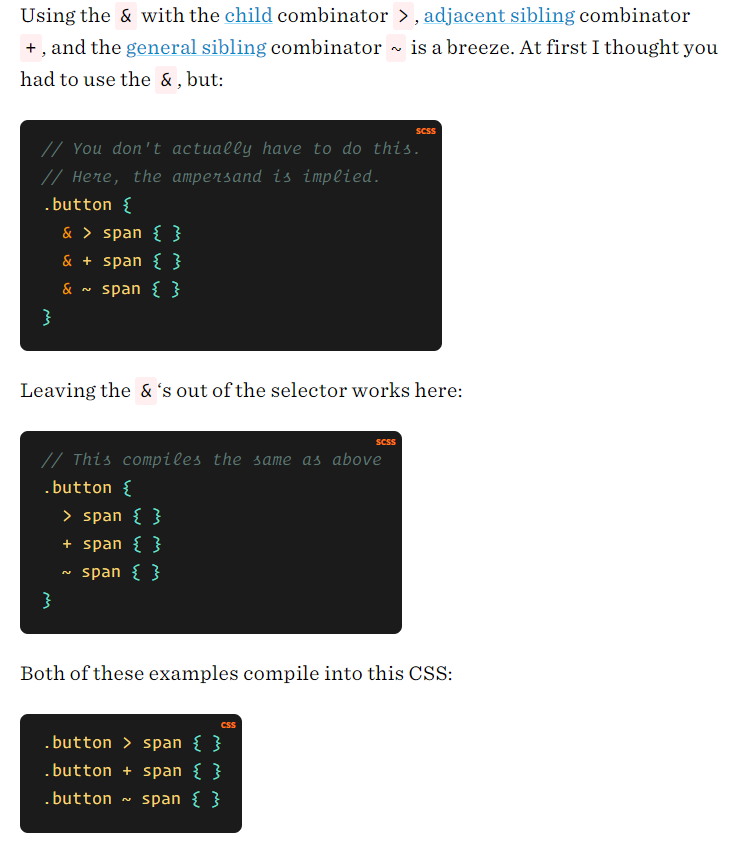 Using the & with the child combinator >, adjacent sibling combinator
+, and the general sibling combinator ~ is a breeze. At first I thought you
had to use the &, but:
scss
// You don't actually have to do this.
// Here, the ampersand is implied.
.button {
  & > span { }
  & + span { }
  & ~ span { }
}
Leaving the &‘s out of the selector works here:
scss
// This compiles the same as above
.button {
  > span { }
  + span { }
  ~ span { }
}
Both of these examples compile into this CSS:
css
.button > span { }
.button + span { }
.button ~ span { }